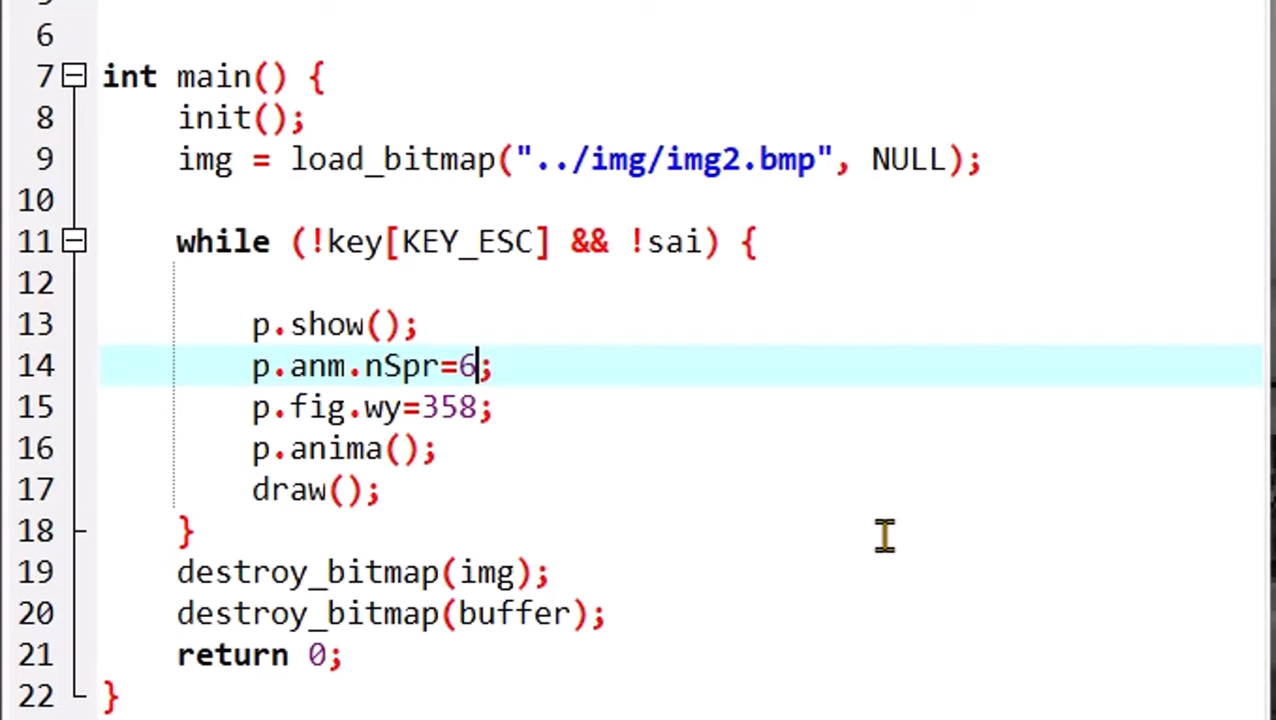 6
7 int main() {
8 init();
9 img = load_bitmap("../img/img2.bmp", NULL);
10
11 while (!key[KEY_ESC] && !sai) {
12
13 p.show();
14 p.anm.nSpr=6;
15 p.fig.wy=358;
16 p.anima();
17 draw();
18 }
19 destroy_bitmap(img);
20 destroy_bitmap(buffer);
21 return 0;
22 }